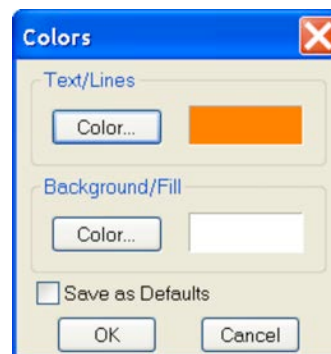 Colors
Text/Lines
Color...
Background/Fill
Color...
Save as Defaults
OK Cancel